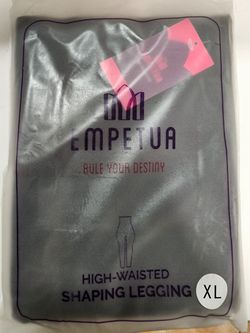 EMPETUA
RULE YOUR DESTINY
HIGH-WAISTED
SHAPING LEGGING
XL